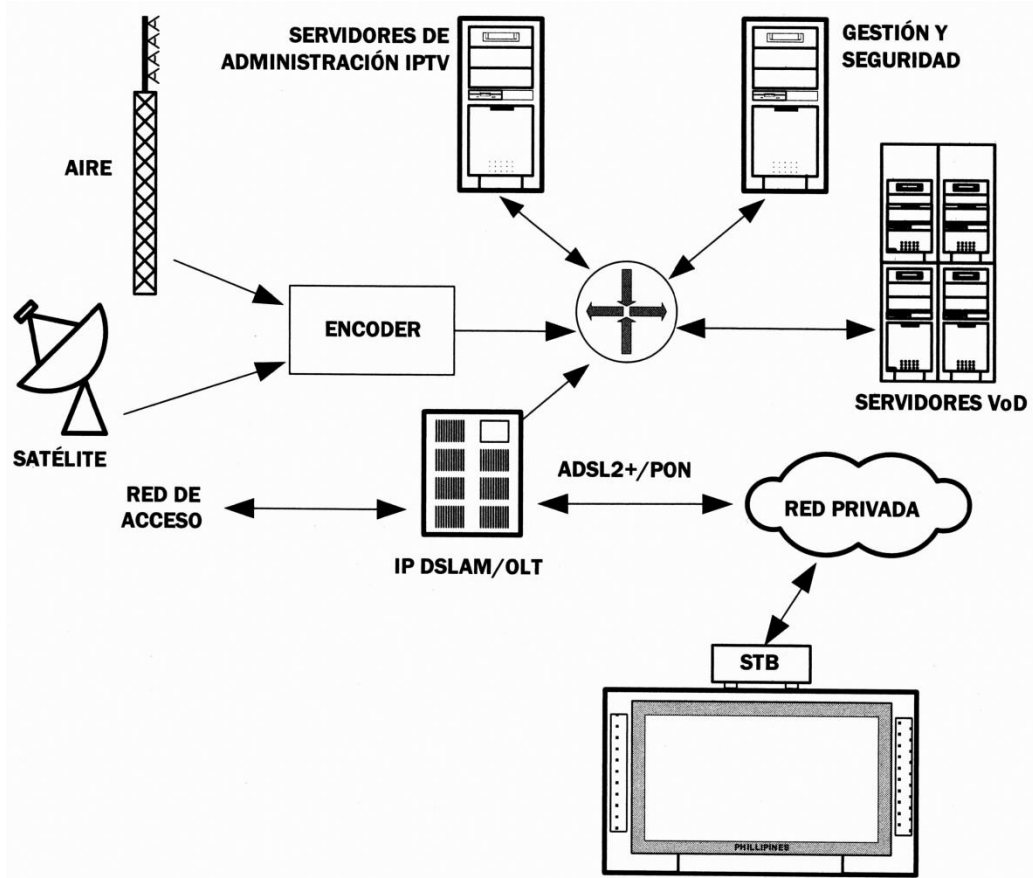 SERVIDORES DE
ADMINISTRACIÓN IPTV
GESTIÓN Y
SEGURIDAD
AIRE
ENCODER
SATÉLITE
SERVIDORES VoD
RED DE
ACCESO
ADSL2+/PON
RED PRIVADA
IP DSLAM/OLT
STB
PHILLIPINES